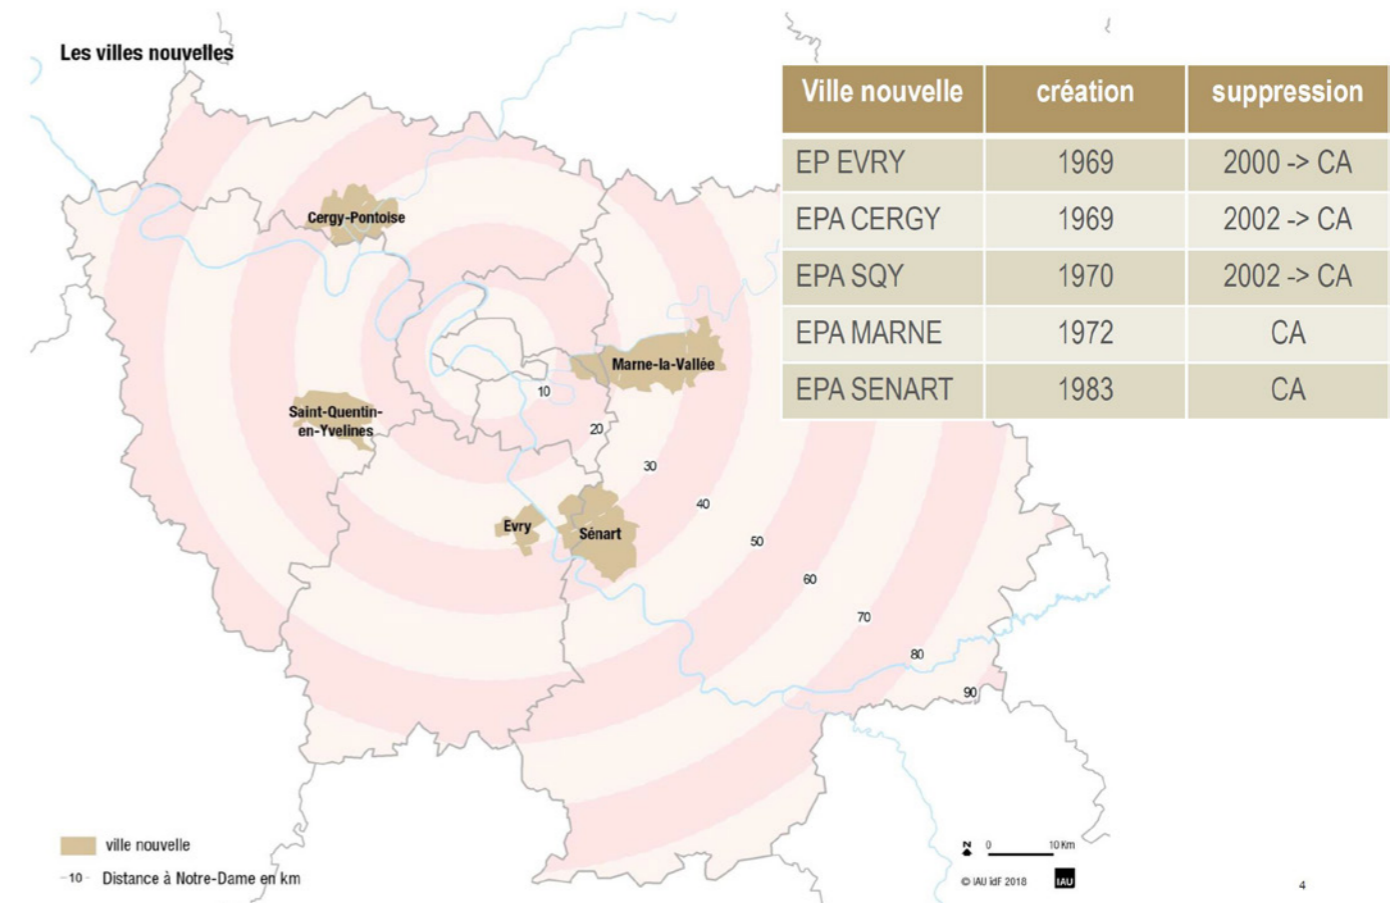 Les villes nouvelles
Ville nouvelle création suppression
EP EVRY 1969 2000 -> CA
EPA CERGY 1969 2002 -> CA
EPA SQY 1970 2002 -> CA
EPA MARNE 1972 CA
EPA SENART 1983 CA
Cergy-Pontoise
Marne-la-Vallée
Saint-Quentin-
en-Yvelines
Evry
Sénart
10
20
30
40
50
60
70
80
90
ville nouvelle
10 Distance à Notre-Dame en km
N 0 10 Km
© IAU îdF 2018 IAU
4